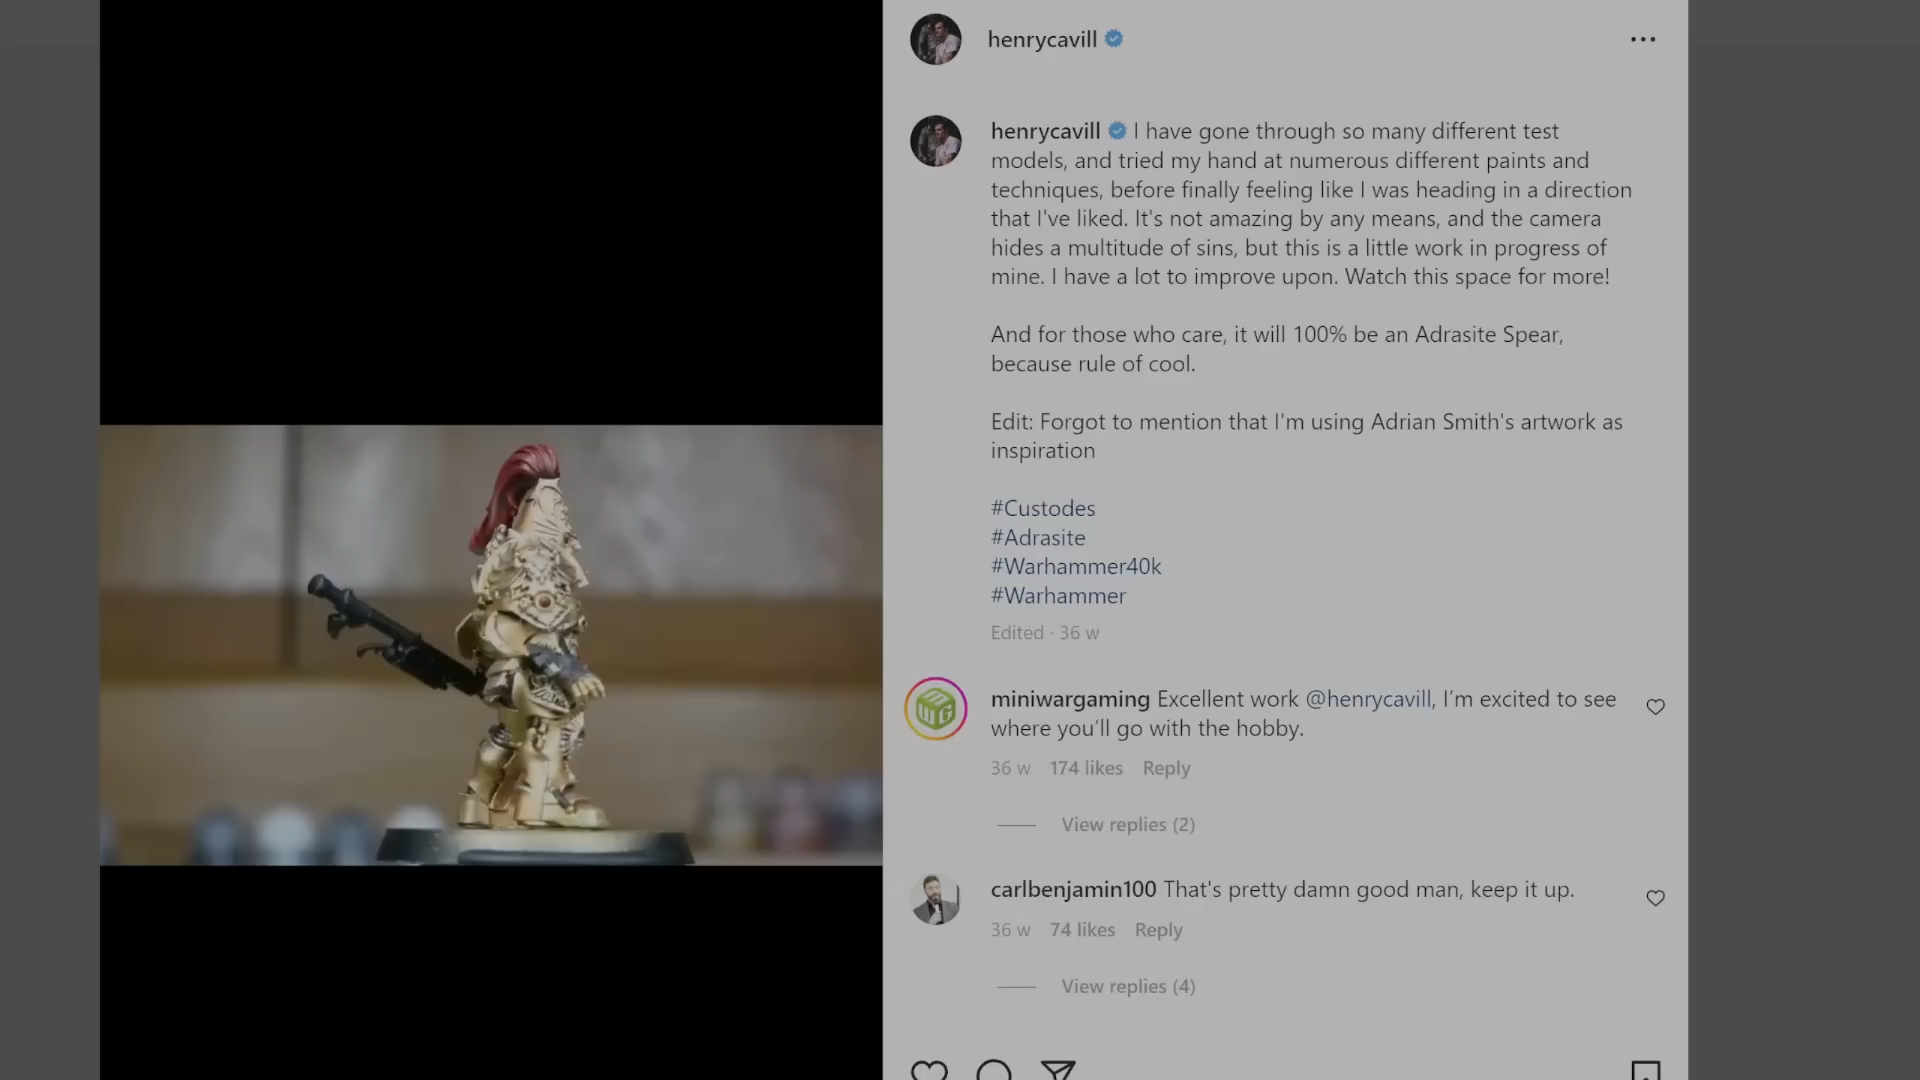 henrycavill
henrycavill I have gone through so many different test
models, and tried my hand at numerous different paints and
techniques, before finally feeling like I was heading in a direction
that I've liked. It's not amazing by any means, and the camera
hides a multitude of sins, but this is a little work in progress of
mine. I have a lot to improve upon. Watch this space for more!
And for those who care, it will 100% be an Adrasite Spear,
because rule of cool.
Edit: Forgot to mention that I'm using Adrian Smith's artwork as
inspiration
#Custodes
#Adrasite
#Warhammer40k
#Warhammer
Edited · 36 w
MWG
miniwargaming Excellent work @henrycavill, I’m excited to see
where you’ll go with the hobby.
36 w 174 likes Reply
View replies (2)
carlbenjamin100 That's pretty damn good man, keep it up.
36 w 74 likes Reply
View replies (4)